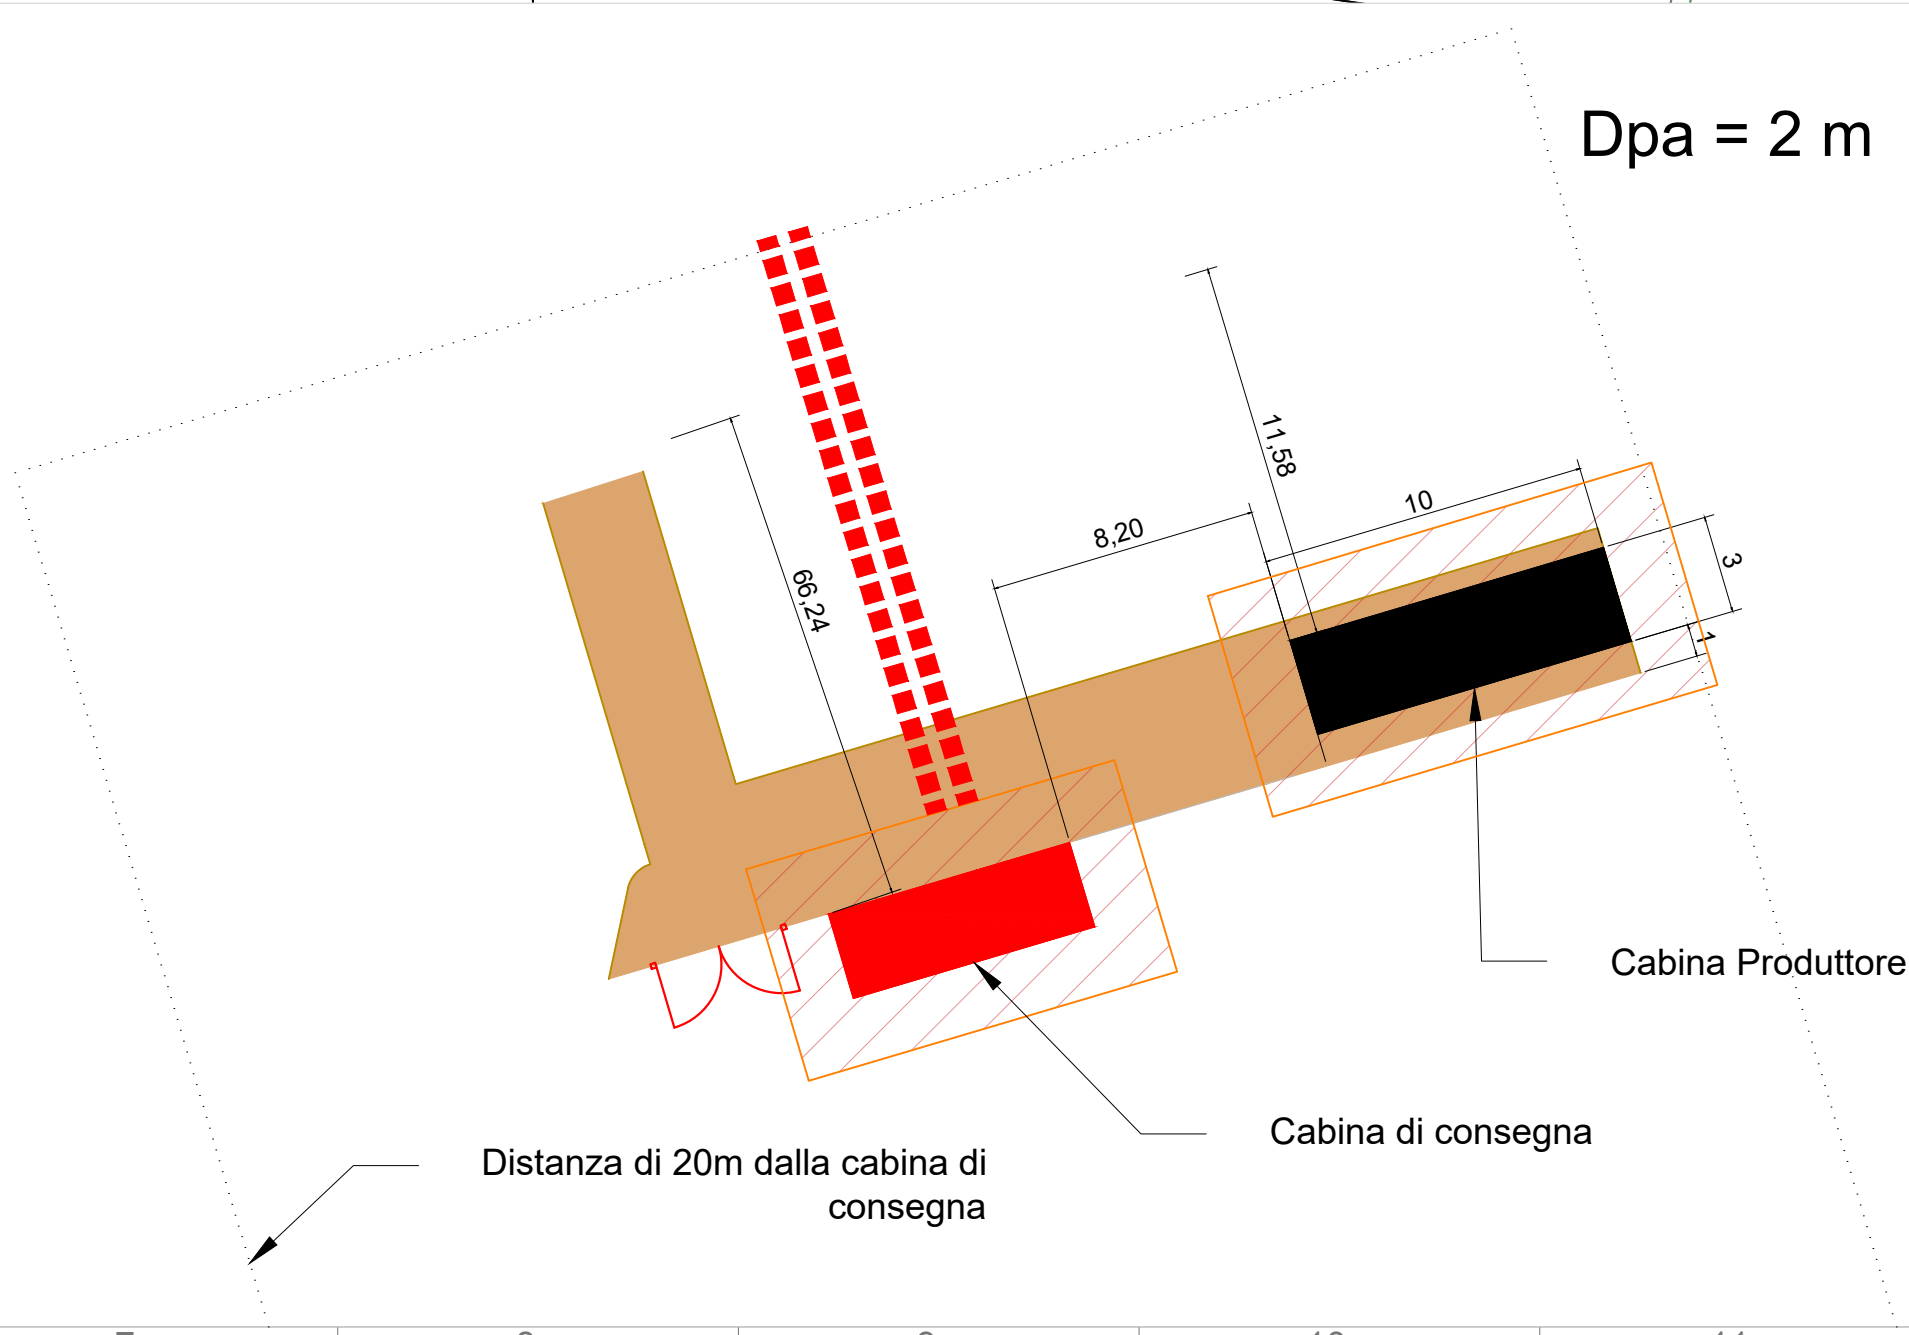 Dpa = 2 m
11,58
10
8,20
3
66,24
1
Cabina Produttore
Cabina di consegna
Distanza di 20m dalla cabina di
consegna